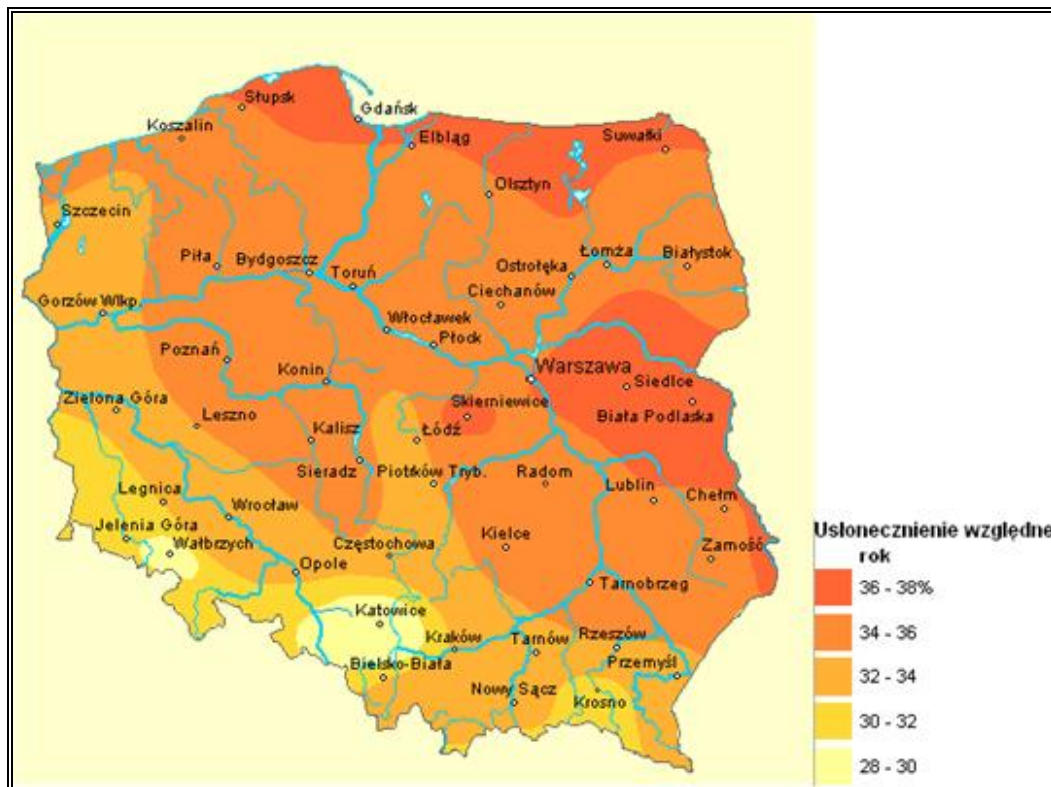 Słupsk
Gdańsk
Koszalin
Elbląg
Suwałki
Olsztyn
Szczecin
Piła
Bydgoszcz
Toruń
Ostrołęka
Łomża
Białystok
Ciechanów
Gorzów Wlkp.
Włocławek
Płock
Poznań
Konin
Warszawa
Siedlce
Zielona Góra
Leszno
Kalisz
Skierniewice
Biała Podlaska
Łódź
Sieradz
Piotrków Tryb.
Radom
Lublin
Chełm
Legnica
Wrocław
Jelenia Góra
Wałbrzych
Częstochowa
Kielce
Zamość
Opole
Tarnobrzeg
Katowice
Kraków
Tarnów
Rzeszów
Bielsko-Biała
Przemyśl
Nowy Sącz
Krosno
Usłonecznienie względne
rok
36 - 38%
34 - 36
32 - 34
30 - 32
28 - 30